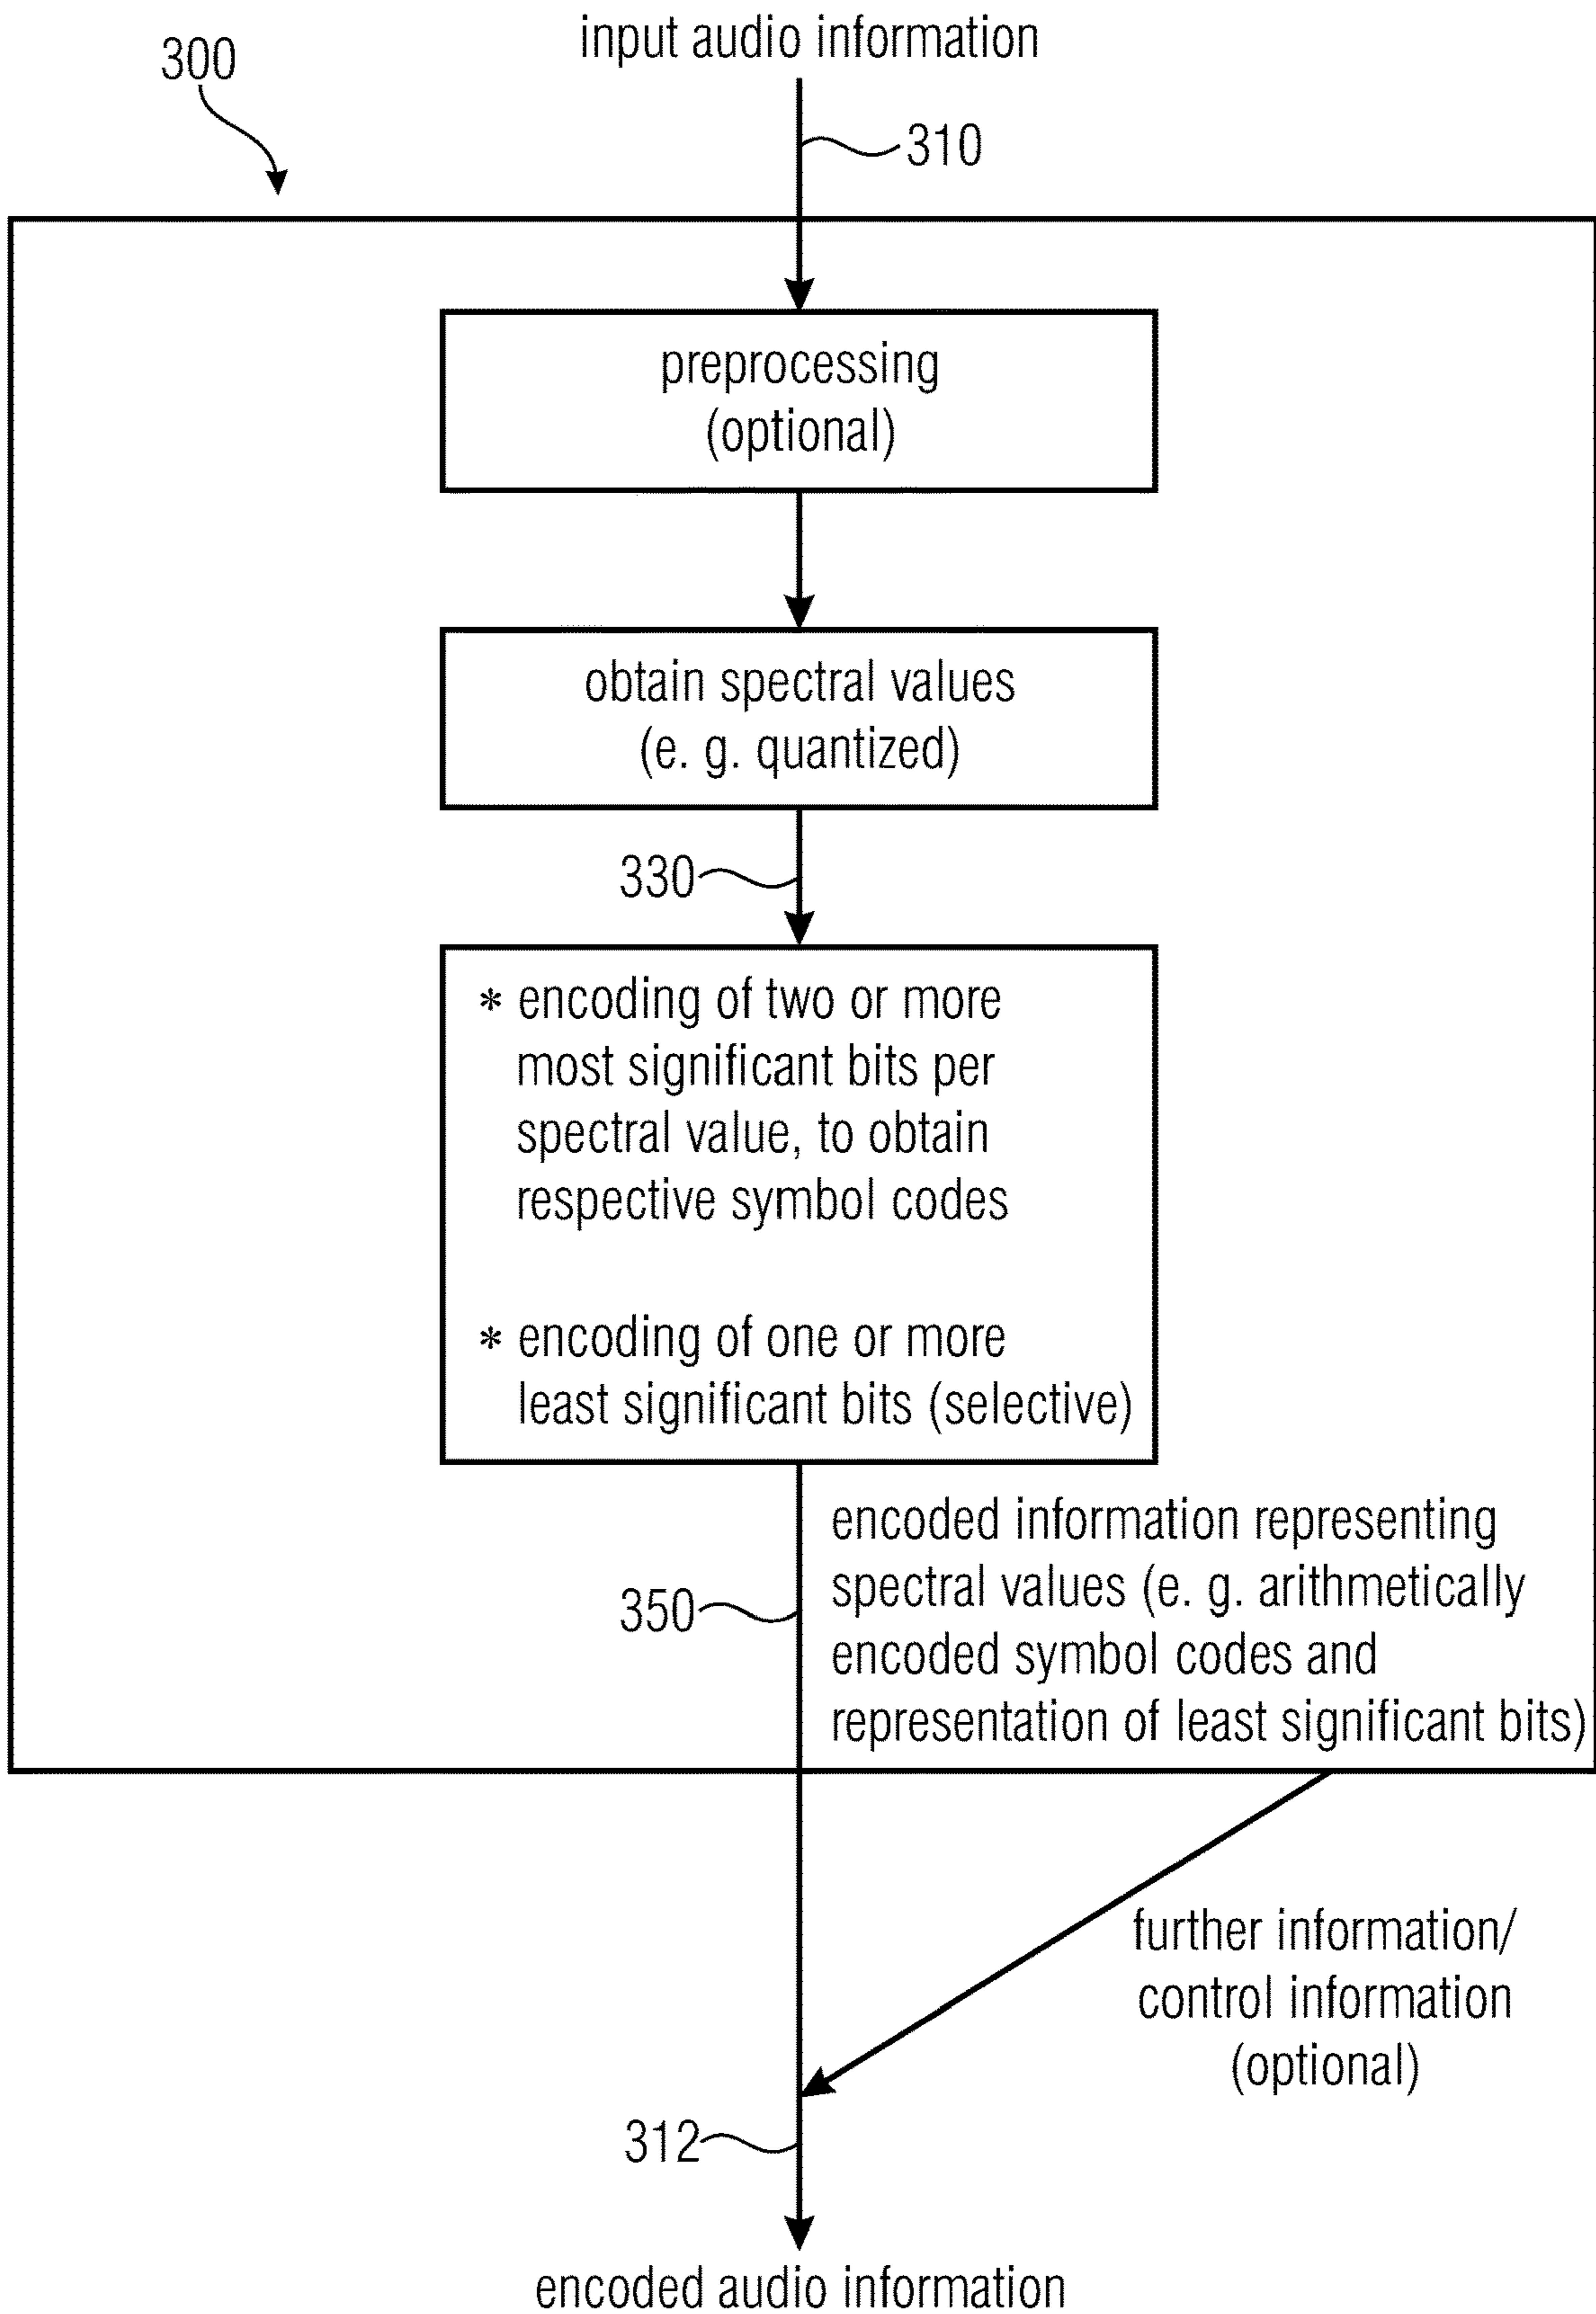 input audio information
300
310
preprocessing
(optional)
obtain spectral values
(e. g. quantized)
330
* encoding of two or more
most significant bits per
spectral value, to obtain
respective symbol codes
* encoding of one or more
least significant bits (selective)
encoded information representing
spectral values (e. g. arithmetically
encoded symbol codes and
representation of least significant bits)
350
further information/
control information
(optional)
312
encoded audio information